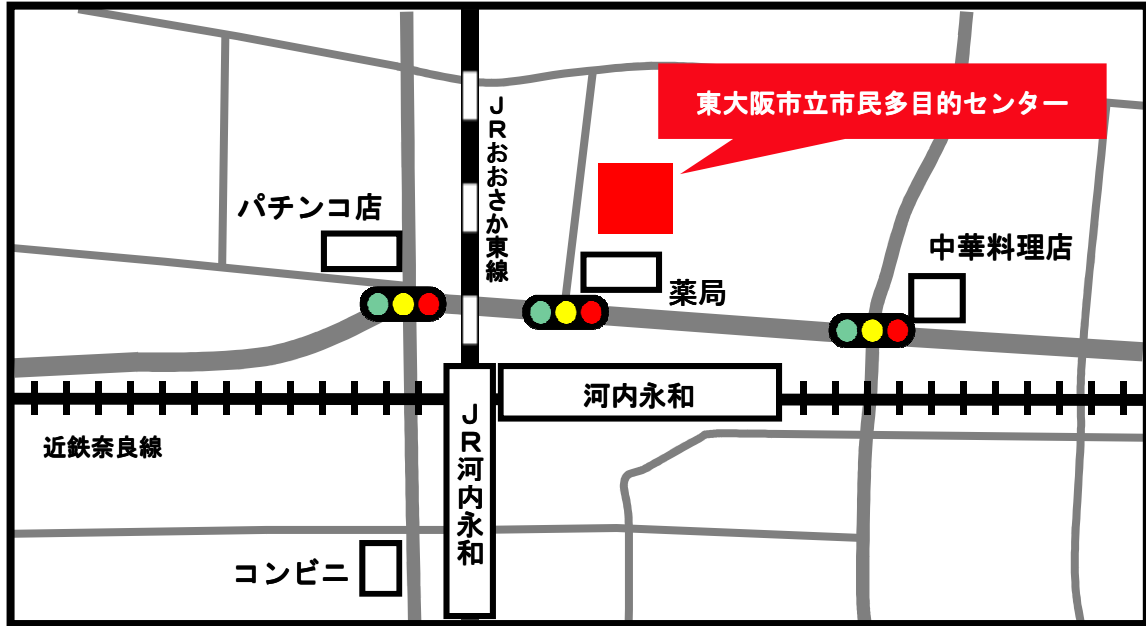 東大阪市立市民多目的センター
JRおおさか東線
パチンコ店
中華料理店
薬局
河内永和
近鉄奈良線
JR河内永和
コンビニ